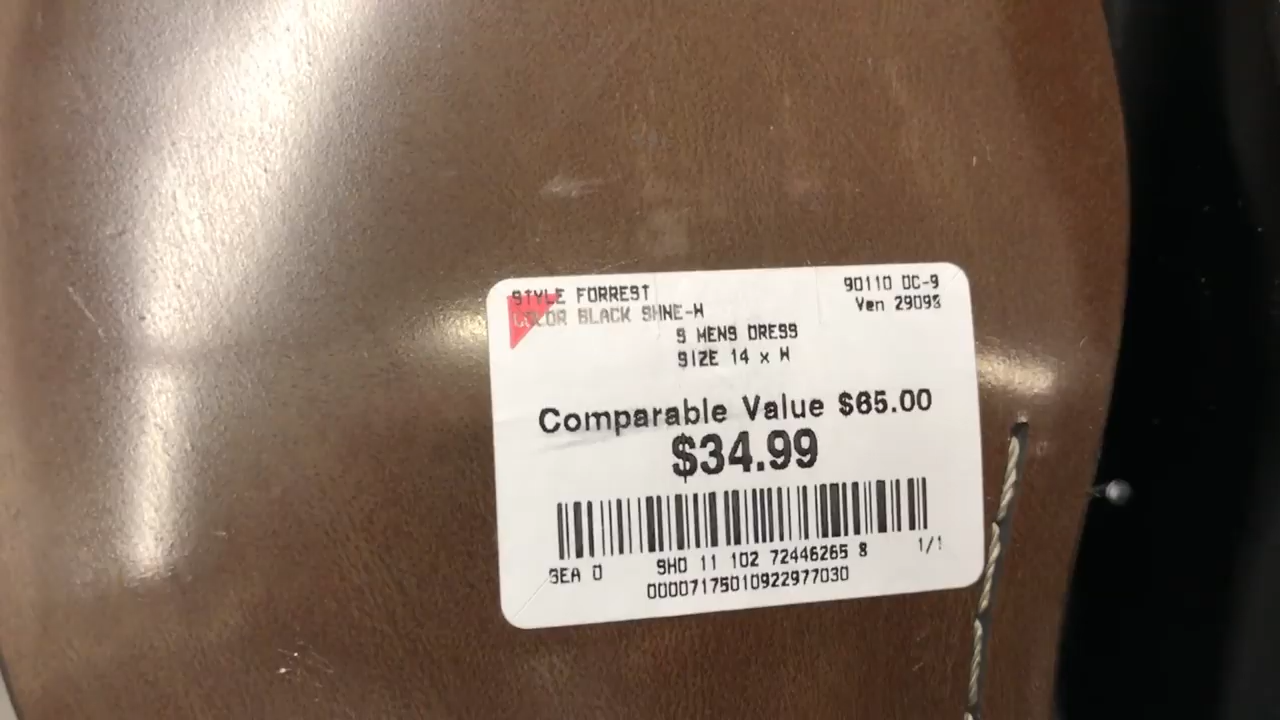 STYLE FORREST
90110 DC-9
COLOR BLACK SHNE-W
Ven 29098
S MENS DRESS
SIZE 14 x W
Comparable Value $65.00
$34.99
SEA 0 SHO 11 102 72446265 8 1/1
00007175010922977030